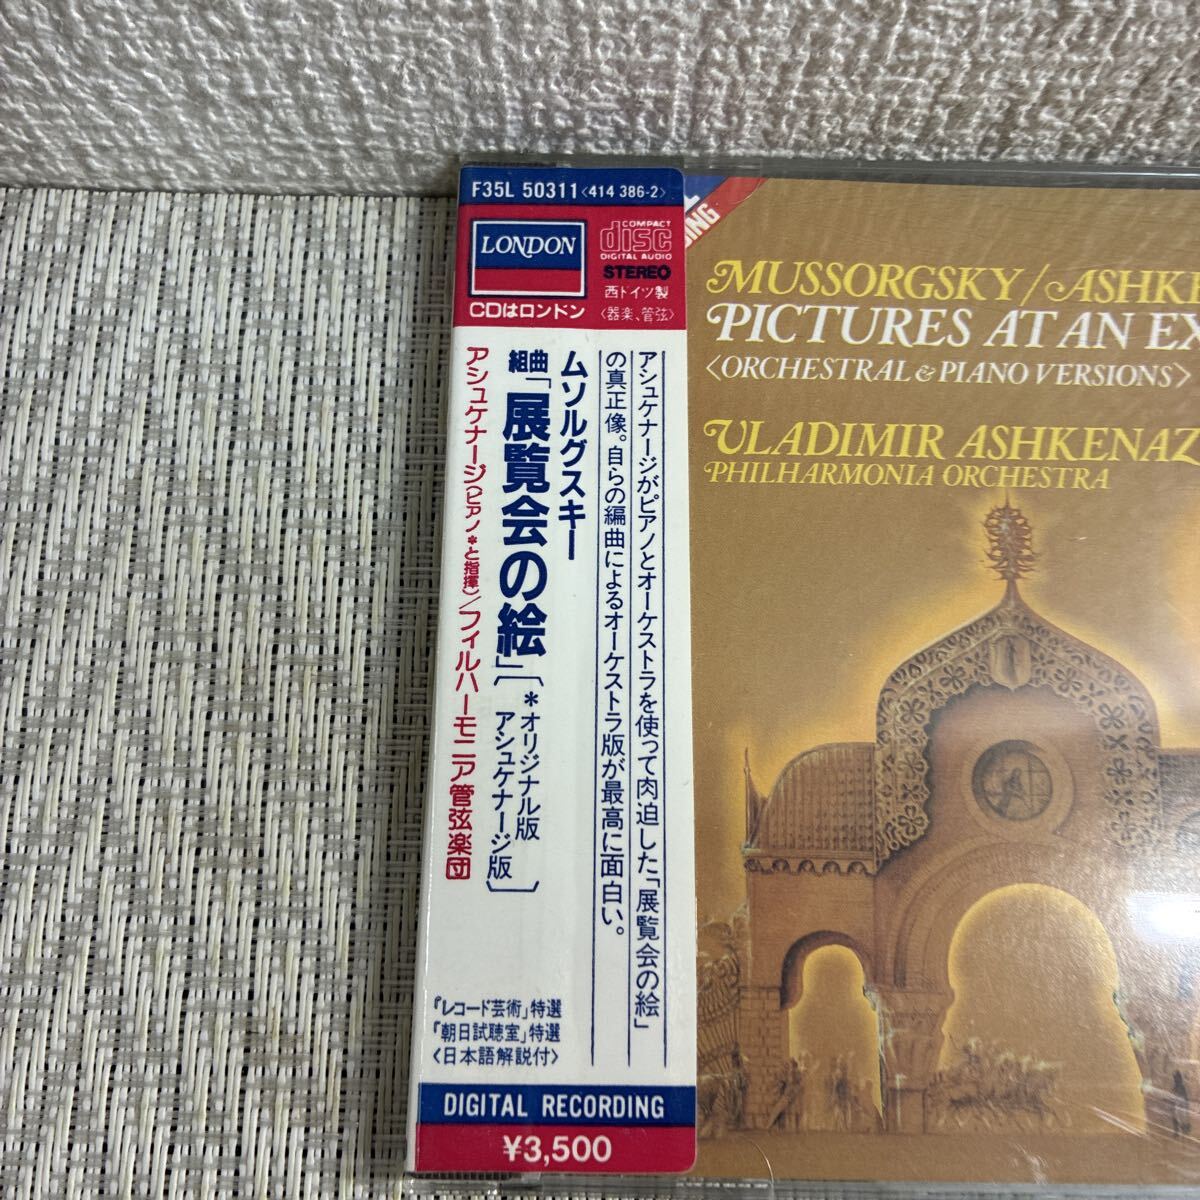 F35L 50311〈414 386-2〉
LONDON
CDはロンドン
COMPACT
disc
DIGITAL AUDIO
STEREO
西ドイツ製
〈器楽、管弦〉
アシュケナージがピアノとオーケストラを使って肉迫した「展覧会の絵」
の真正像。自らの編曲によるオーケストラ版が最高に面白い。
ムソルグスキー
組曲「展覧会の絵」
*オリジナル版
アシュケナージ版
アシュケナージ(ピアノ*と指揮)/フィルハーモニア管弦楽団
『レコード芸術』特選
「朝日試聴室」特選
〈日本語解説付〉
DIGITAL RECORDING
¥3,500
MUSSORGSKY/ASHKE
PICTURES AT AN EX
〈ORCHESTRAL & PIANO VERSIONS〉
VLADIMIR ASHKENAZ
PHILHARMONIA ORCHESTRA